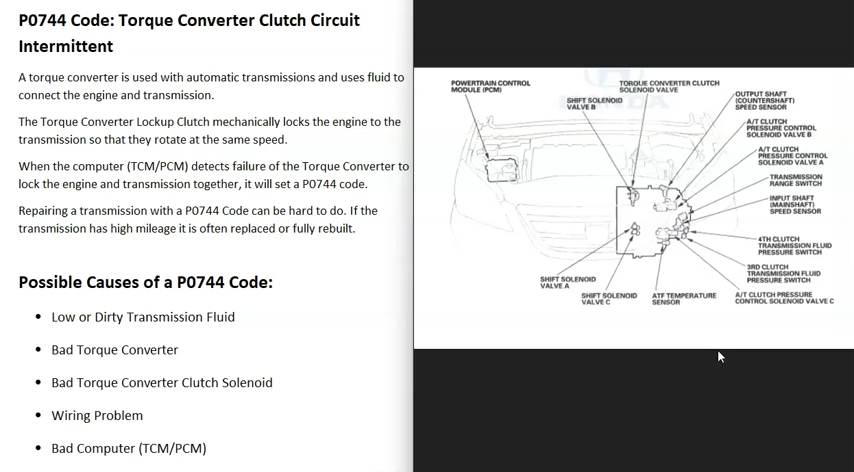 P0744 Code: Torque Converter Clutch Circuit
Intermittent
A torque converter is used with automatic transmissions and uses fluid to
connect the engine and transmission.
The Torque Converter Lockup Clutch mechanically locks the engine to the
transmission so that they rotate at the same speed.
When the computer (TCM/PCM) detects failure of the Torque Converter to
lock the engine and transmission together, it will set a P0744 code.
Repairing a transmission with a P0744 Code can be hard to do. If the
transmission has high mileage it is often replaced or fully rebuilt.
Possible Causes of a P0744 Code:
• Low or Dirty Transmission Fluid
• Bad Torque Converter
• Bad Torque Converter Clutch Solenoid
• Wiring Problem
• Bad Computer (TCM/PCM)
POWERTRAIN CONTROL
MODULE (PCM)
TORQUE CONVERTER CLUTCH
SOLENOID VALVE
SHIFT SOLENOID
VALVE B
HONDA
OUTPUT SHAFT
(COUNTERSHAFT)
SPEED SENSOR
A/T CLUTCH
PRESSURE CONTROL
SOLENOID VALVE B
A/T CLUTCH
PRESSURE CONTROL
SOLENOID VALVE A
TRANSMISSION
RANGE SWITCH
INPUT SHAFT
(MAINSHAFT)
SPEED SENSOR
4TH CLUTCH
TRANSMISSION FLUID
PRESSURE SWITCH
3RD CLUTCH
TRANSMISSION FLUID
PRESSURE SWITCH
A/T CLUTCH PRESSURE
CONTROL SOLENOID VALVE C
SHIFT SOLENOID
VALVE A
SHIFT SOLENOID
VALVE C
ATF TEMPERATURE
SENSOR